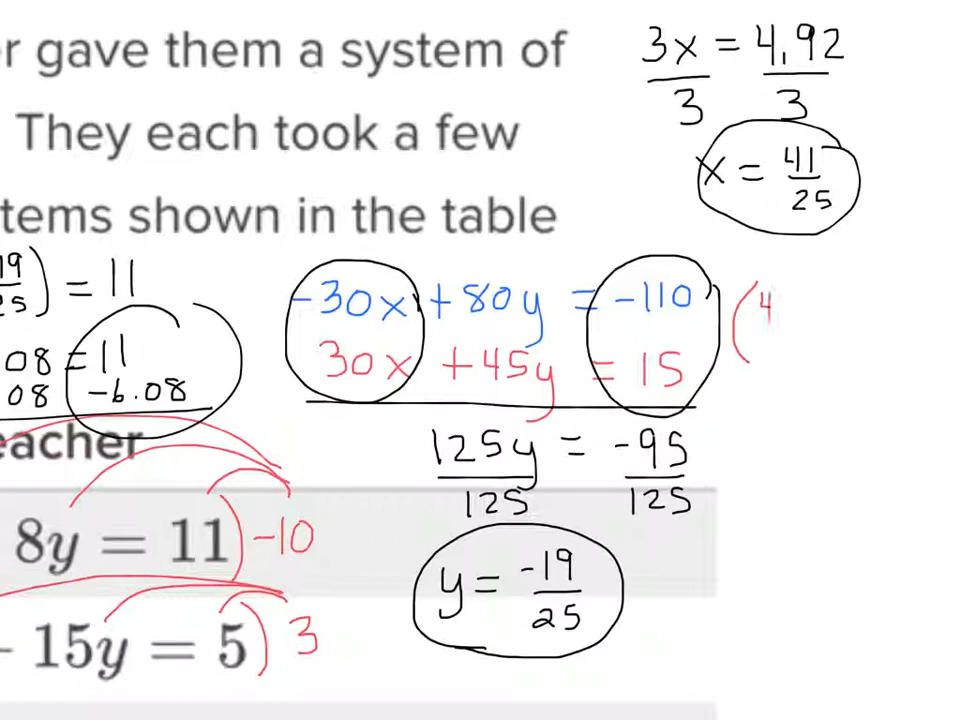 r gave them a system of
They each took a few
tems shown in the table
3x = 4.92
3 3
x = 41/25
19/25) = 11
08 = 11
08 -6.08
-30x + 80y = -110
30x + 45y = 15
(4
125y = -95
125 125
y = -19/25
eacher
8y = 11) -10
- 15y = 5) 3